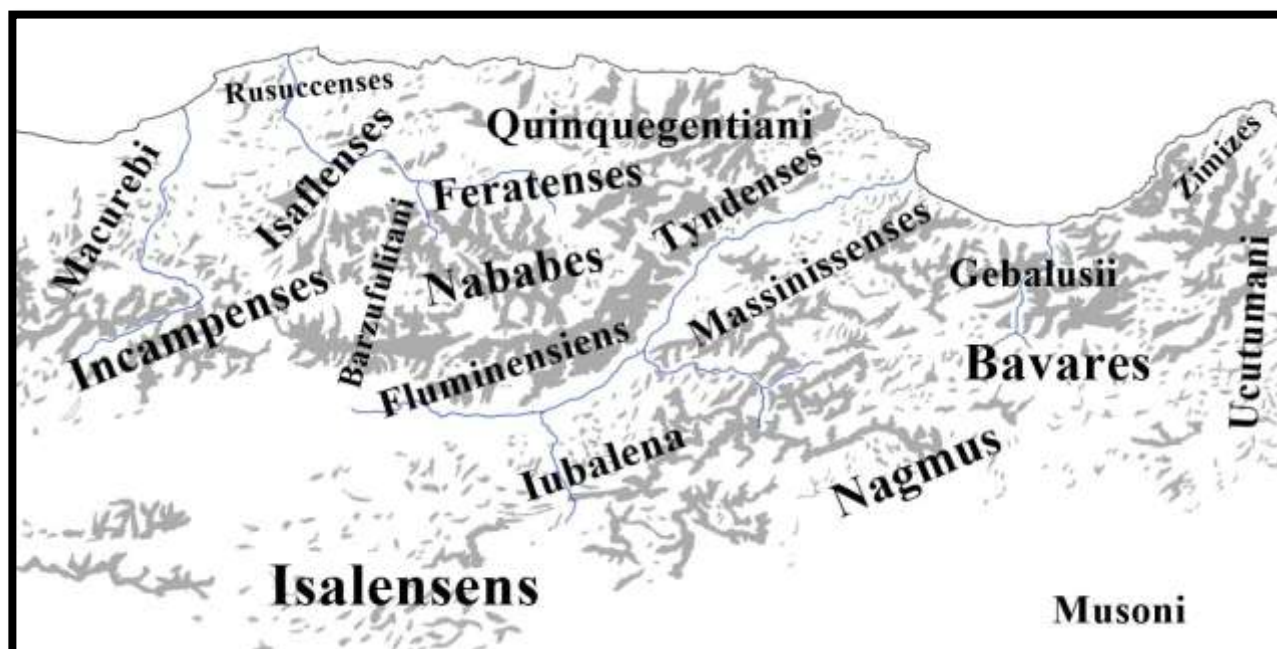 Rusuccenses
Quinquegentiani
Zimizes
Macurebi
Isaflenses
Feratenses
Tyndenses
Barzufulitani
Nababes
Massinissenses
Gebalusii
Ucutumani
Incampenses
Fluminensiens
Bavares
Iubalena
Nagmus
Isalensens
Musoni